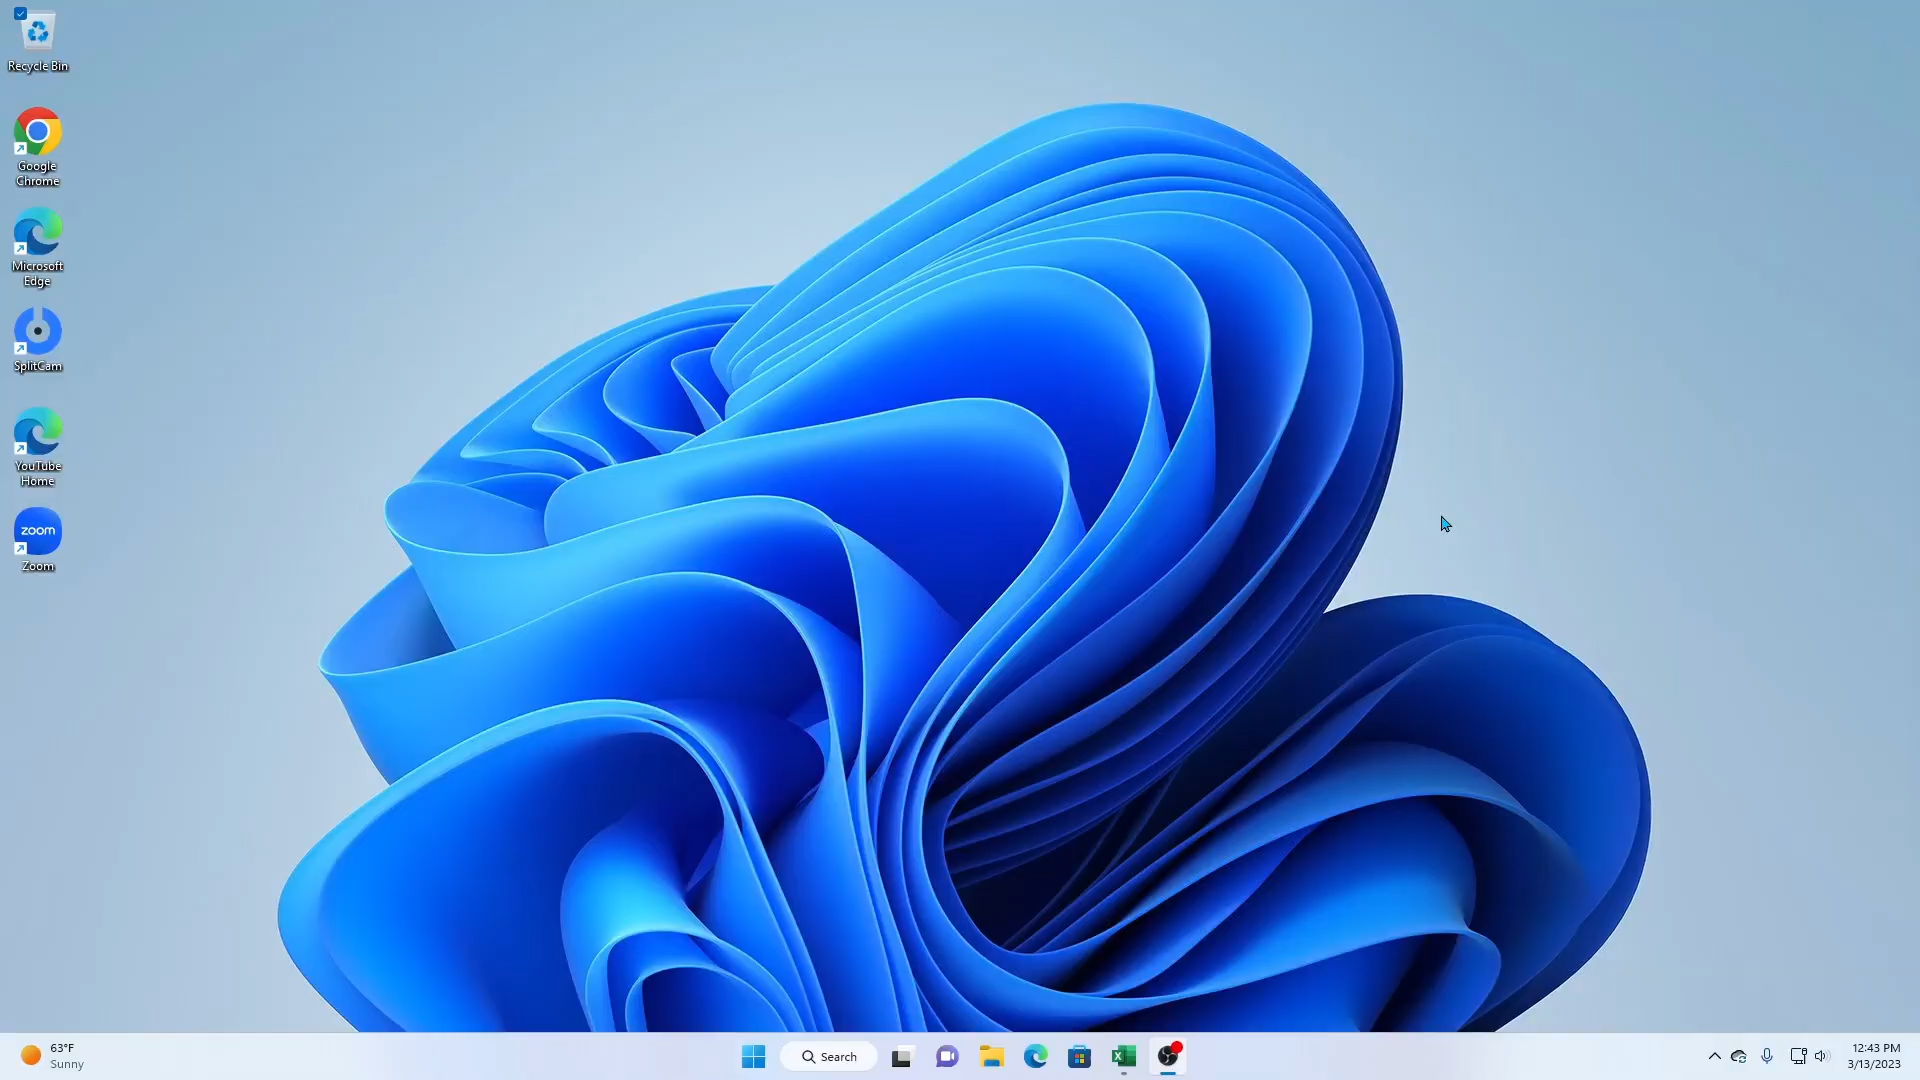 Recycle Bin
Google
Chrome
Microsoft
Edge
SplitCam
YouTube
Home
zoom
Zoom
63°F
Sunny
Search
X
12:43 PM
3/13/2023